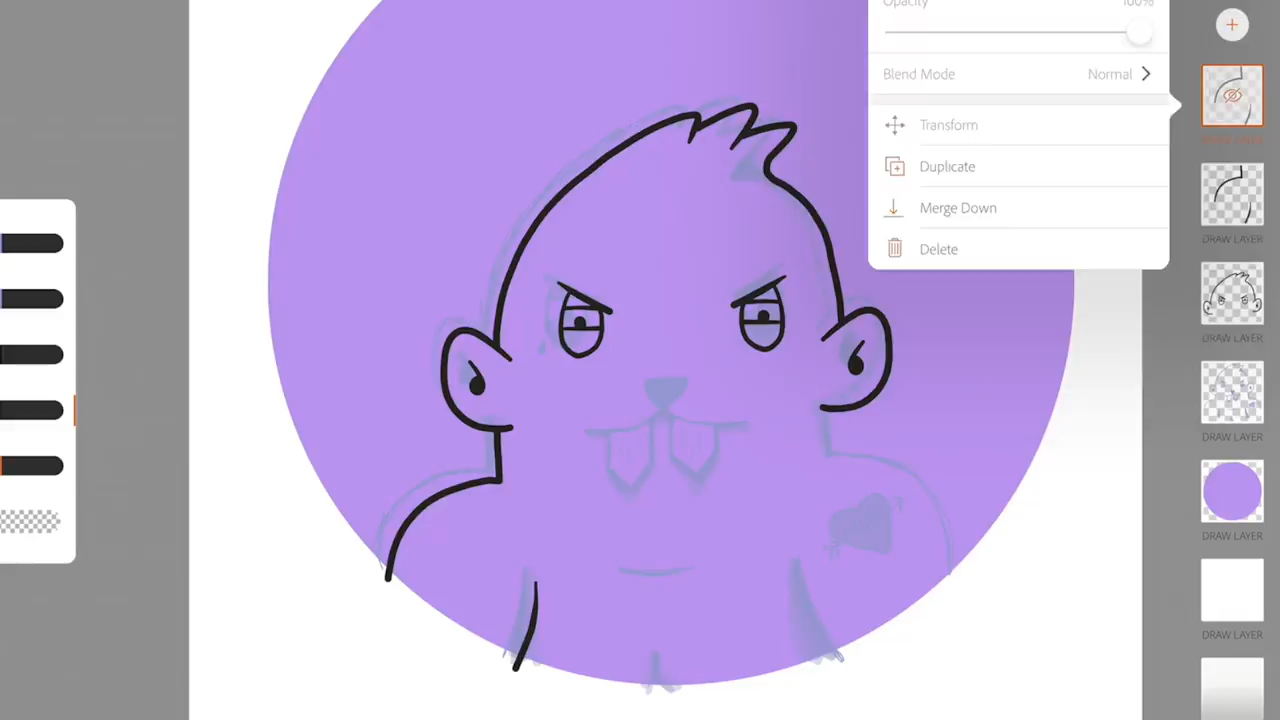 Opacity 100%
Blend Mode Normal
Transform
Duplicate
Merge Down
Delete
DRAW LAYER
DRAW LAYER
DRAW LAYER
DRAW LAYER
DRAW LAYER